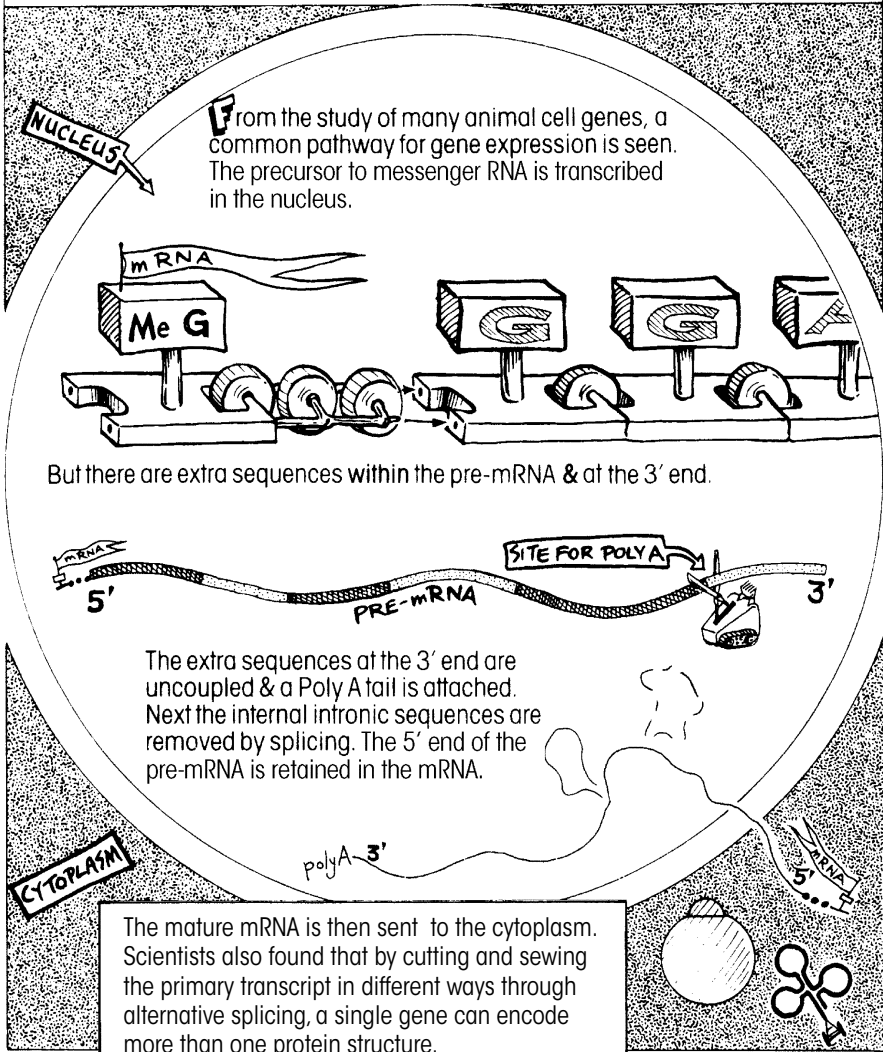 NUCLEUS
From the study of many animal cell genes, a
common pathway for gene expression is seen.
The precursor to messenger RNA is transcribed
in the nucleus.
mRNA
Me G
G
G
A
But there are extra sequences within the pre-mRNA & at the 3′ end.
mRNA
SITE FOR POLY A
5'
PRE-mRNA
3'
The extra sequences at the 3′ end are
uncoupled & a Poly A tail is attached.
Next the internal intronic sequences are
removed by splicing. The 5′ end of the
pre-mRNA is retained in the mRNA.
polyA 3'
mRNA
5'
CYTOPLASM
The mature mRNA is then sent to the cytoplasm.
Scientists also found that by cutting and sewing
the primary transcript in different ways through
alternative splicing, a single gene can encode
more than one protein structure.